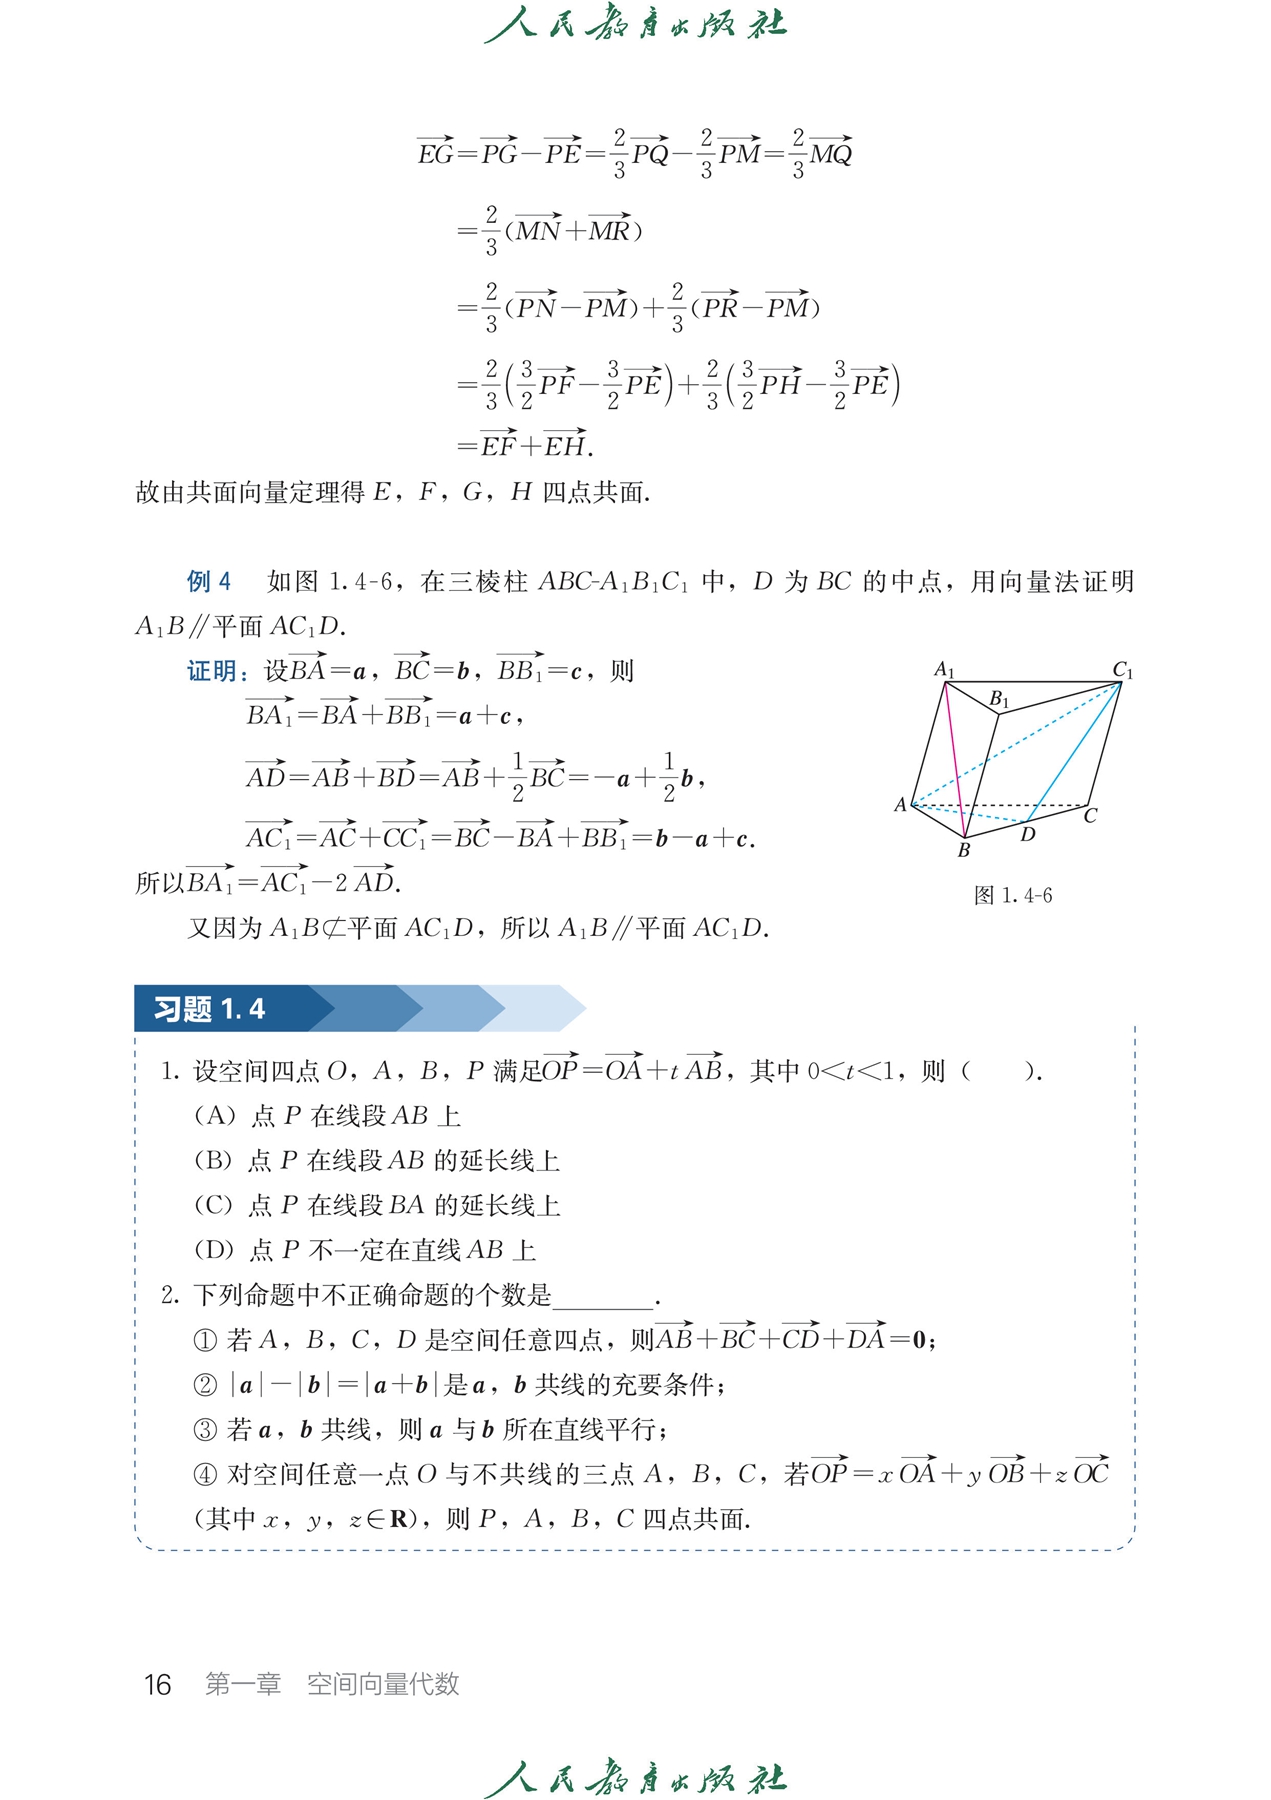 人民教育出版社
$\overrightarrow{EG}=\overrightarrow{PG}-\overrightarrow{PE}=\frac{2}{3}\overrightarrow{PQ}-\frac{2}{3}\overrightarrow{PM}=\frac{2}{3}\overrightarrow{MQ}$
$=\frac{2}{3}(\overrightarrow{MN}+\overrightarrow{MR})$
$=\frac{2}{3}(\overrightarrow{PN}-\overrightarrow{PM})+\frac{2}{3}(\overrightarrow{PR}-\overrightarrow{PM})$
$=\frac{2}{3}\left(\frac{3}{2}\overrightarrow{PF}-\frac{3}{2}\overrightarrow{PE}\right)+\frac{2}{3}\left(\frac{3}{2}\overrightarrow{PH}-\frac{3}{2}\overrightarrow{PE}\right)$
$=\overrightarrow{EF}+\overrightarrow{EH}.$
故由共面向量定理得 E，F，G，H 四点共面.
例 4 如图 1.4-6，在三棱柱 ABC-A₁B₁C₁ 中，D 为 BC 的中点，用向量法证明
A₁B∥平面 AC₁D.
证明：设$\overrightarrow{BA}=\boldsymbol{a}$，$\overrightarrow{BC}=\boldsymbol{b}$，$\overrightarrow{BB_1}=\boldsymbol{c}$，则
$\overrightarrow{BA_1}=\overrightarrow{BA}+\overrightarrow{BB_1}=\boldsymbol{a}+\boldsymbol{c}$，
$\overrightarrow{AD}=\overrightarrow{AB}+\overrightarrow{BD}=\overrightarrow{AB}+\frac{1}{2}\overrightarrow{BC}=-\boldsymbol{a}+\frac{1}{2}\boldsymbol{b}$，
$\overrightarrow{AC_1}=\overrightarrow{AC}+\overrightarrow{CC_1}=\overrightarrow{BC}-\overrightarrow{BA}+\overrightarrow{BB_1}=\boldsymbol{b}-\boldsymbol{a}+\boldsymbol{c}.$
所以$\overrightarrow{BA_1}=\overrightarrow{AC_1}-2\overrightarrow{AD}.$
又因为 A₁B⊄平面 AC₁D，所以 A₁B∥平面 AC₁D.
A₁
C₁
B₁
A
C
D
B
图 1.4-6
习题 1.4
1. 设空间四点 O，A，B，P 满足$\overrightarrow{OP}=\overrightarrow{OA}+t\overrightarrow{AB}$，其中 0<t<1，则（  ）.
（A）点 P 在线段 AB 上
（B）点 P 在线段 AB 的延长线上
（C）点 P 在线段 BA 的延长线上
（D）点 P 不一定在直线 AB 上
2. 下列命题中不正确命题的个数是________.
① 若 A，B，C，D 是空间任意四点，则$\overrightarrow{AB}+\overrightarrow{BC}+\overrightarrow{CD}+\overrightarrow{DA}=\boldsymbol{0}$；
② $|\boldsymbol{a}|-|\boldsymbol{b}|=|\boldsymbol{a}+\boldsymbol{b}|$是 $\boldsymbol{a}$，$\boldsymbol{b}$ 共线的充要条件；
③ 若 $\boldsymbol{a}$，$\boldsymbol{b}$ 共线，则 $\boldsymbol{a}$ 与 $\boldsymbol{b}$ 所在直线平行；
④ 对空间任意一点 O 与不共线的三点 A，B，C，若$\overrightarrow{OP}=x\overrightarrow{OA}+y\overrightarrow{OB}+z\overrightarrow{OC}$
（其中 x，y，z∈R），则 P，A，B，C 四点共面.
16 第一章 空间向量代数
人民教育出版社